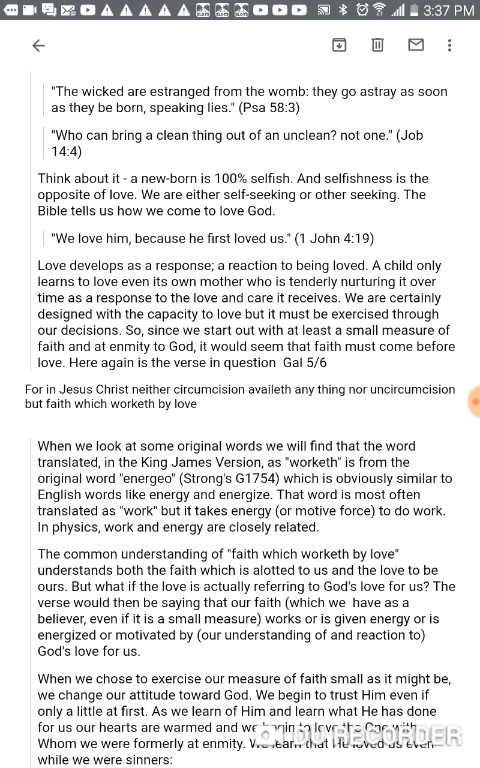 3:37 PM
"The wicked are estranged from the womb: they go astray as soon
as they be born, speaking lies." (Psa 58:3)
"Who can bring a clean thing out of an unclean? not one." (Job
14:4)
Think about it - a new-born is 100% selfish. And selfishness is the
opposite of love. We are either self-seeking or other seeking. The
Bible tells us how we come to love God.
"We love him, because he first loved us." (1 John 4:19)
Love develops as a response; a reaction to being loved. A child only
learns to love even its own mother who is tenderly nurturing it over
time as a response to the love and care it receives. We are certainly
designed with the capacity to love but it must be exercised through
our decisions. So, since we start out with at least a small measure of
faith and at enmity to God, it would seem that faith must come before
love. Here again is the verse in question  Gal 5/6
For in Jesus Christ neither circumcision availeth any thing nor uncircumcision
but faith which worketh by love
When we look at some original words we will find that the word
translated, in the King James Version, as "worketh" is from the
original word "energeo" (Strong's G1754) which is obviously similar to
English words like energy and energize. That word is most often
translated as "work" but it takes energy (or motive force) to do work.
In physics, work and energy are closely related.
The common understanding of "faith which worketh by love"
understands both the faith which is alotted to us and the love to be
ours. But what if the love is actually referring to God's love for us? The
verse would then be saying that our faith (which we  have as a
believer, even if it is a small measure) works or is given energy or is
energized or motivated by (our understanding of and reaction to)
God's love for us.
When we chose to exercise our measure of faith small as it might be,
we change our attitude toward God. We begin to trust Him even if
only a little at first. As we learn of Him and learn what He has done
for us our hearts are warmed and we begin to love the One with
Whom we were formerly at enmity. We learn that He loved us even
while we were sinners:
DU RECORDER